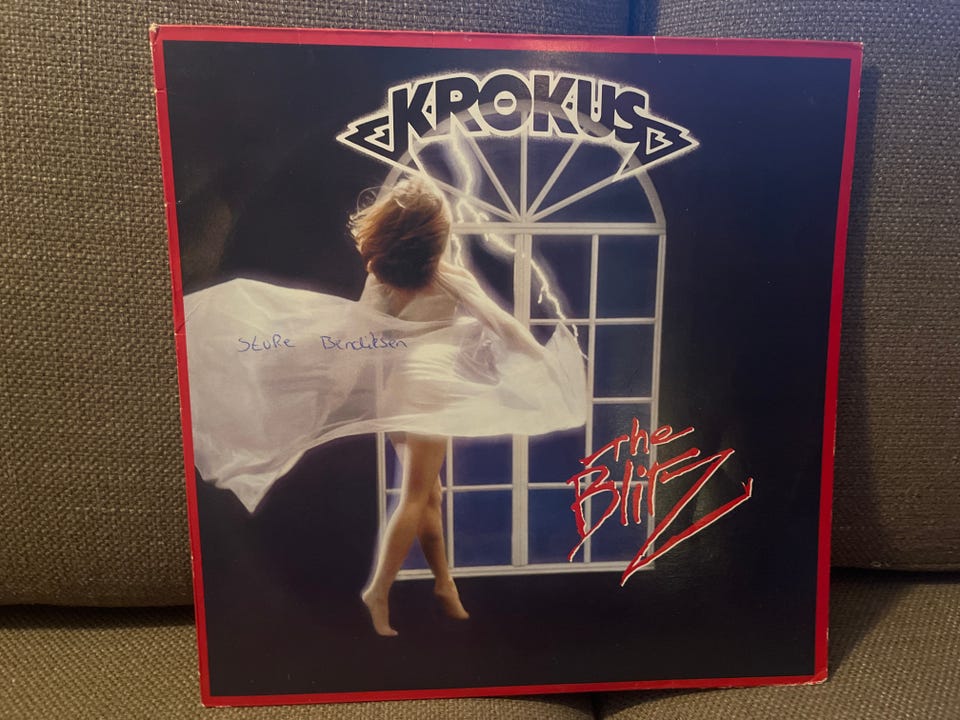 KROKUS
Sture Bendiksen
The
Blitz